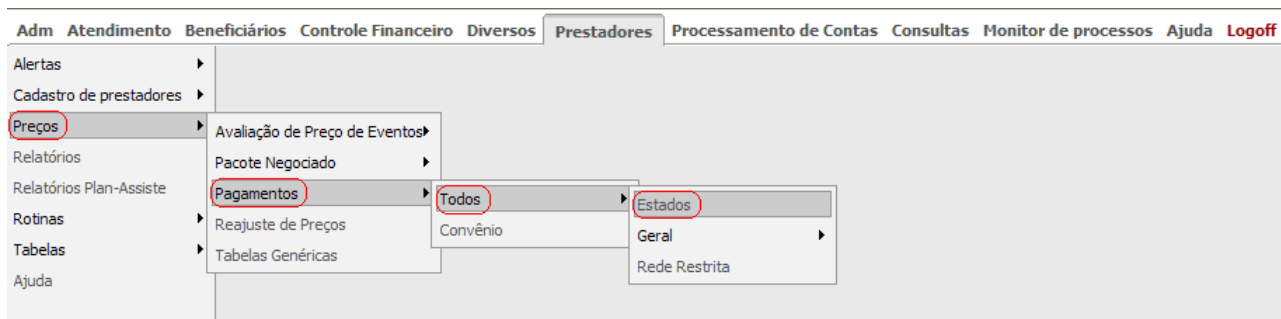 Adm Atendimento Beneficiários Controle Financeiro Diversos Prestadores Processamento de Contas Consultas Monitor de processos Ajuda Logoff
Alertas
Cadastro de prestadores
Preços
Relatórios
Relatórios Plan-Assiste
Rotinas
Tabelas
Ajuda
Avaliação de Preço de Eventos
Pacote Negociado
Pagamentos
Reajuste de Preços
Tabelas Genéricas
Todos
Convênio
Estados
Geral
Rede Restrita